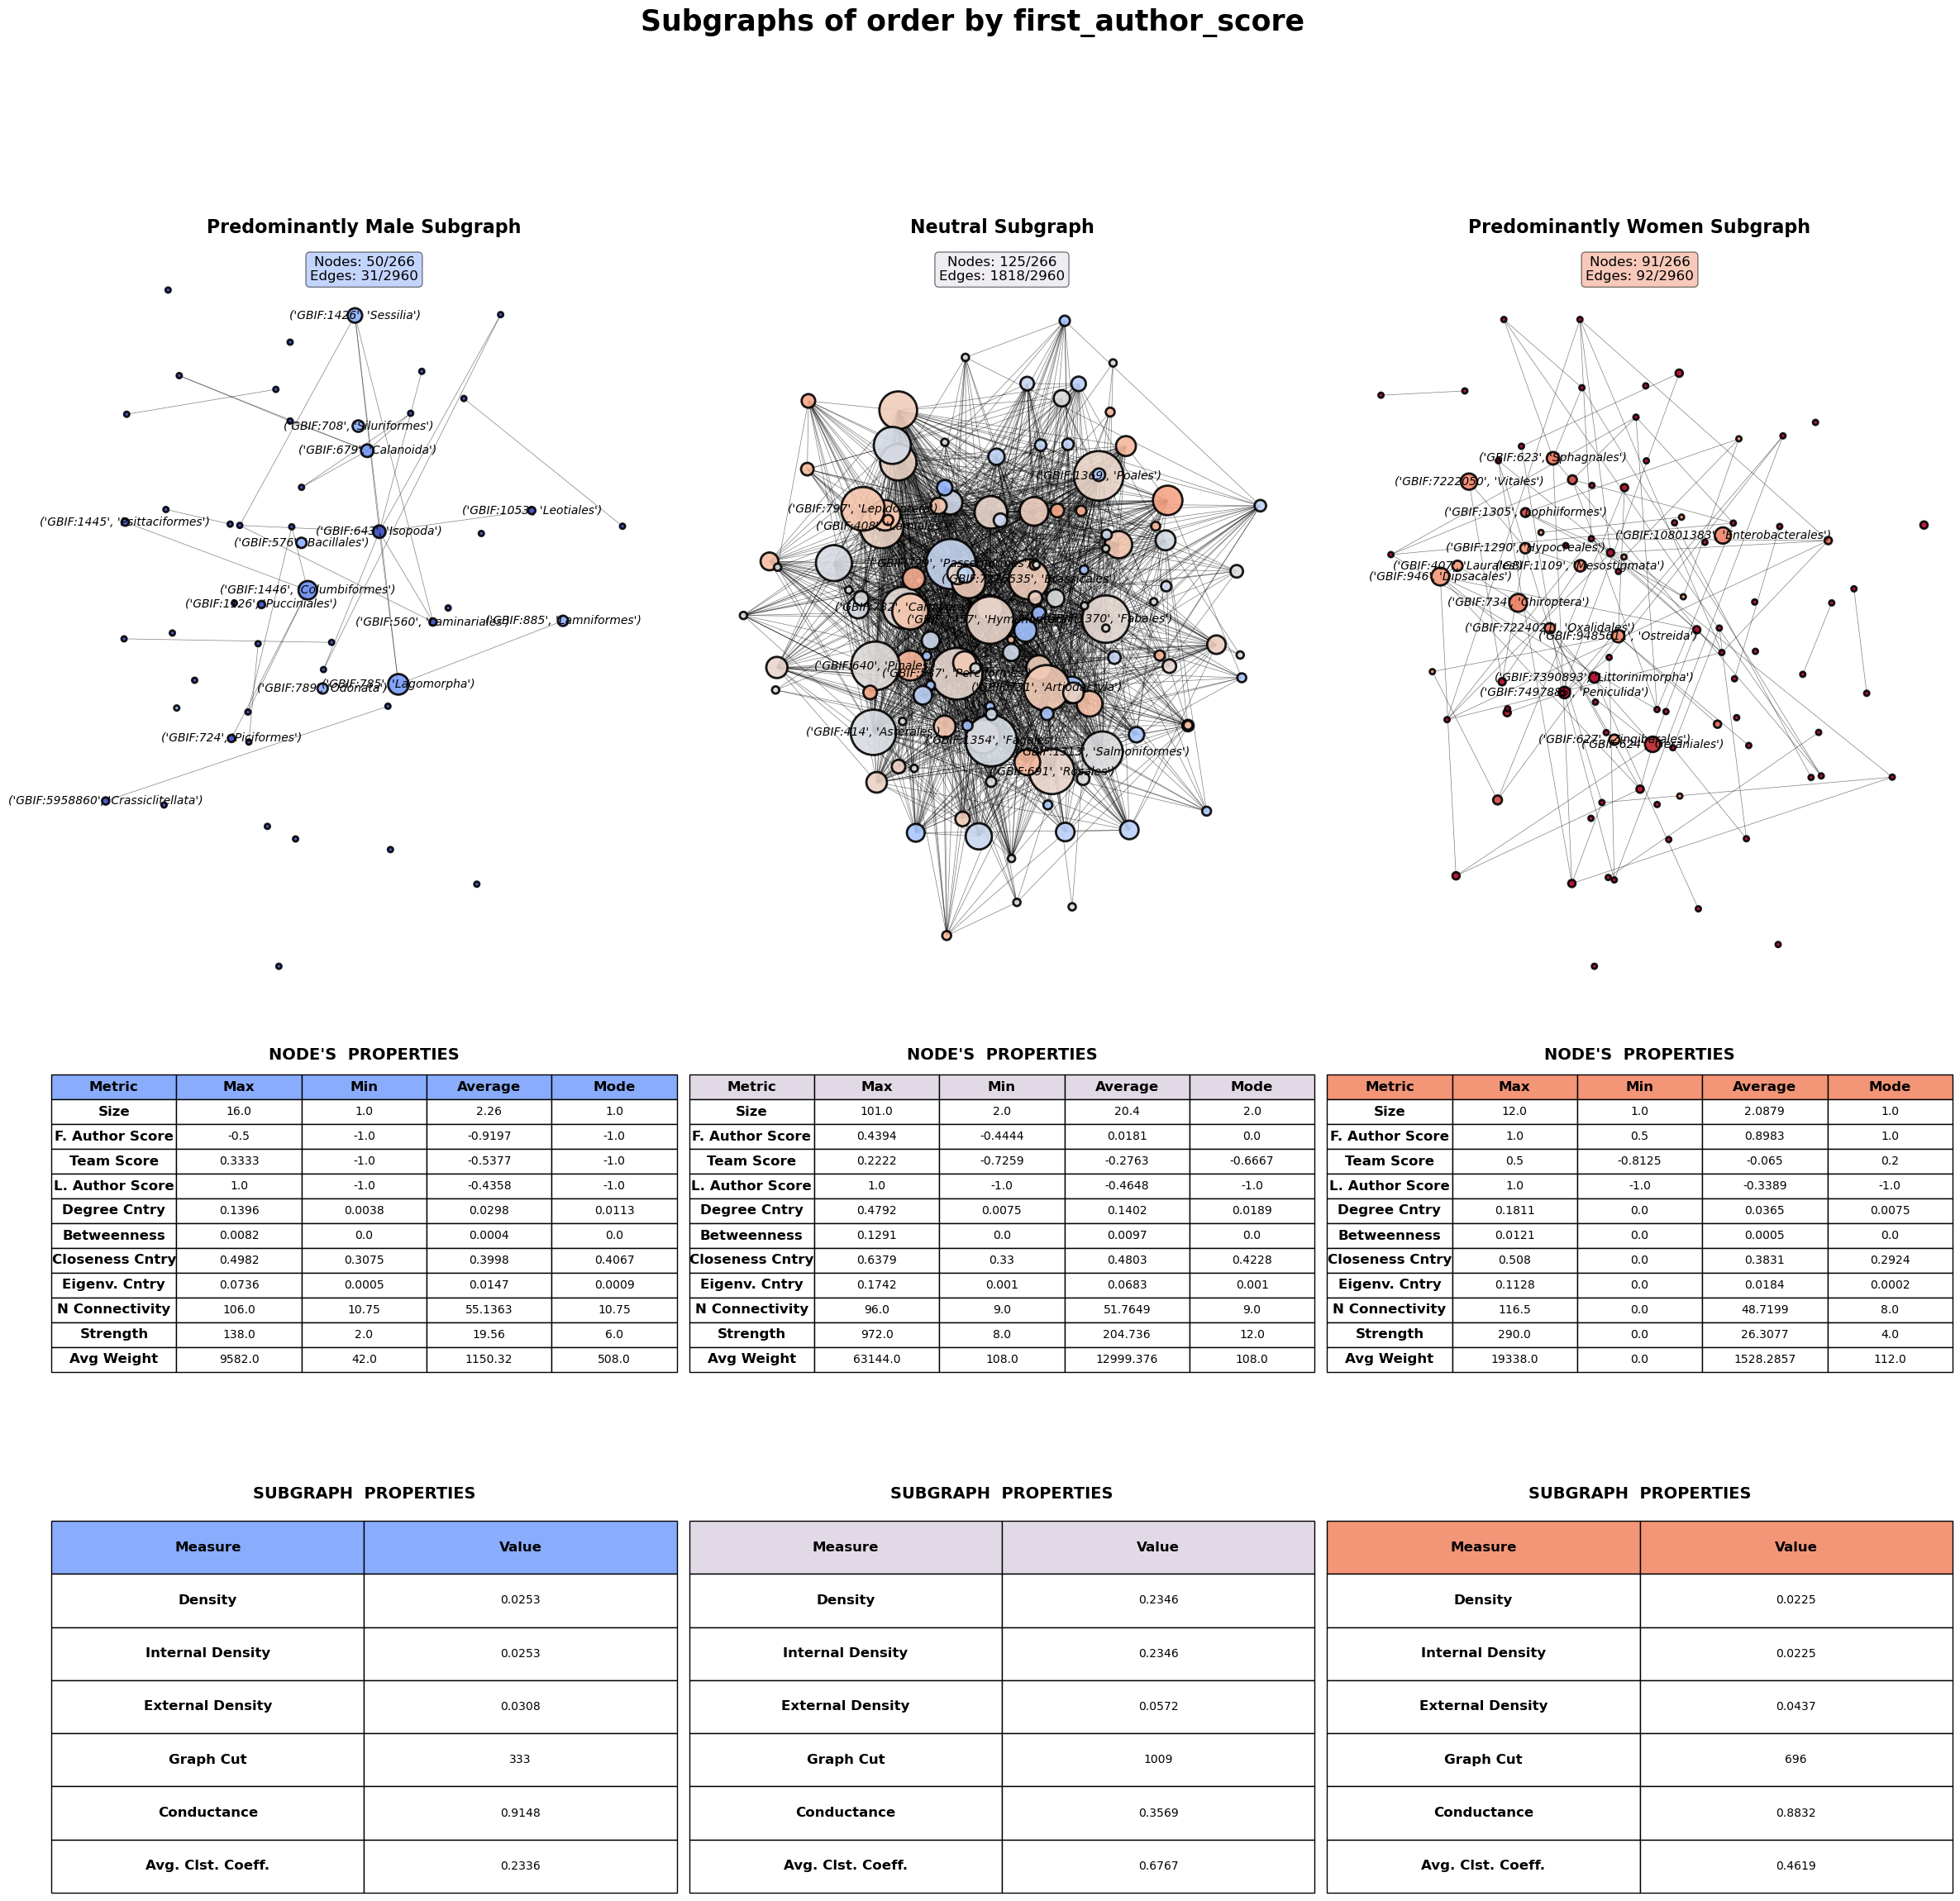 Subgraphs of order by first_author_score
Predominantly Male Subgraph
Nodes: 50/266
Edges: 31/2960
('GBIF:1426', 'Sessilia')
('GBIF:708', 'Siluriformes')
('GBIF:679', 'Calanoida')
('GBIF:1053', 'Leotiales')
('GBIF:1445', 'Psittaciformes')
('GBIF:643', 'Isopoda')
('GBIF:576', 'Bacillales')
('GBIF:1446', 'Columbiformes')
('GBIF:1126', 'Pucciniales')
('GBIF:560', 'Laminariales')
('GBIF:885', 'Lamniformes')
('GBIF:785', 'Lagomorpha')
('GBIF:789', 'Odonata')
('GBIF:724', 'Piciformes')
('GBIF:5958860', 'Crassiclitellata')
Neutral Subgraph
Nodes: 125/266
Edges: 1818/2960
('GBIF:1369', 'Poales')
('GBIF:797', 'Lepidoptera')
('GBIF:408', 'Lamiales')
'Passeriformes')
'Brassicales')
('GBIF:732', 'Carnivora')
'Hymenoptera')
'Fabales')
('GBIF:640', 'Pinales')
'Perciformes')
('GBIF:731', 'Artiodactyla')
('GBIF:414', 'Asterales')
('GBIF:1354', 'Fagales')
('GBIF:1313', 'Salmoniformes')
('GBIF:691', 'Rosales')
Predominantly Women Subgraph
Nodes: 91/266
Edges: 92/2960
('GBIF:623', 'Sphagnales')
('GBIF:7222050', 'Vitales')
('GBIF:1305', 'Lophiiformes')
('GBIF:10801383', 'Enterobacterales')
('GBIF:1290', 'Hypocreales')
('GBIF:407', 'Laurales')
('GBIF:1109', 'Mesostigmata')
('GBIF:946', 'Dipsacales')
('GBIF:734', 'Chiroptera')
'Oxalidales')
'Ostreida')
('GBIF:7390893', 'Littorinimorpha')
'Peniculida')
('GBIF:627', 'Zingiberales')
('GBIF:624', 'Geraniales')
NODE'S  PROPERTIES
Metric Max Min Average Mode
Size 16.0 1.0 2.26 1.0
F. Author Score -0.5 -1.0 -0.9197 -1.0
Team Score 0.3333 -1.0 -0.5377 -1.0
L. Author Score 1.0 -1.0 -0.4358 -1.0
Degree Cntry 0.1396 0.0038 0.0298 0.0113
Betweenness 0.0082 0.0 0.0004 0.0
Closeness Cntry 0.4982 0.3075 0.3998 0.4067
Eigenv. Cntry 0.0736 0.0005 0.0147 0.0009
N Connectivity 106.0 10.75 55.1363 10.75
Strength 138.0 2.0 19.56 6.0
Avg Weight 9582.0 42.0 1150.32 508.0
NODE'S  PROPERTIES
Metric Max Min Average Mode
Size 101.0 2.0 20.4 2.0
F. Author Score 0.4394 -0.4444 0.0181 0.0
Team Score 0.2222 -0.7259 -0.2763 -0.6667
L. Author Score 1.0 -1.0 -0.4648 -1.0
Degree Cntry 0.4792 0.0075 0.1402 0.0189
Betweenness 0.1291 0.0 0.0097 0.0
Closeness Cntry 0.6379 0.33 0.4803 0.4228
Eigenv. Cntry 0.1742 0.001 0.0683 0.001
N Connectivity 96.0 9.0 51.7649 9.0
Strength 972.0 8.0 204.736 12.0
Avg Weight 63144.0 108.0 12999.376 108.0
NODE'S  PROPERTIES
Metric Max Min Average Mode
Size 12.0 1.0 2.0879 1.0
F. Author Score 1.0 0.5 0.8983 1.0
Team Score 0.5 -0.8125 -0.065 0.2
L. Author Score 1.0 -1.0 -0.3389 -1.0
Degree Cntry 0.1811 0.0 0.0365 0.0075
Betweenness 0.0121 0.0 0.0005 0.0
Closeness Cntry 0.508 0.0 0.3831 0.2924
Eigenv. Cntry 0.1128 0.0 0.0184 0.0002
N Connectivity 116.5 0.0 48.7199 8.0
Strength 290.0 0.0 26.3077 4.0
Avg Weight 19338.0 0.0 1528.2857 112.0
SUBGRAPH  PROPERTIES
Measure Value
Density 0.0253
Internal Density 0.0253
External Density 0.0308
Graph Cut 333
Conductance 0.9148
Avg. Clst. Coeff. 0.2336
SUBGRAPH  PROPERTIES
Measure Value
Density 0.2346
Internal Density 0.2346
External Density 0.0572
Graph Cut 1009
Conductance 0.3569
Avg. Clst. Coeff. 0.6767
SUBGRAPH  PROPERTIES
Measure Value
Density 0.0225
Internal Density 0.0225
External Density 0.0437
Graph Cut 696
Conductance 0.8832
Avg. Clst. Coeff. 0.4619